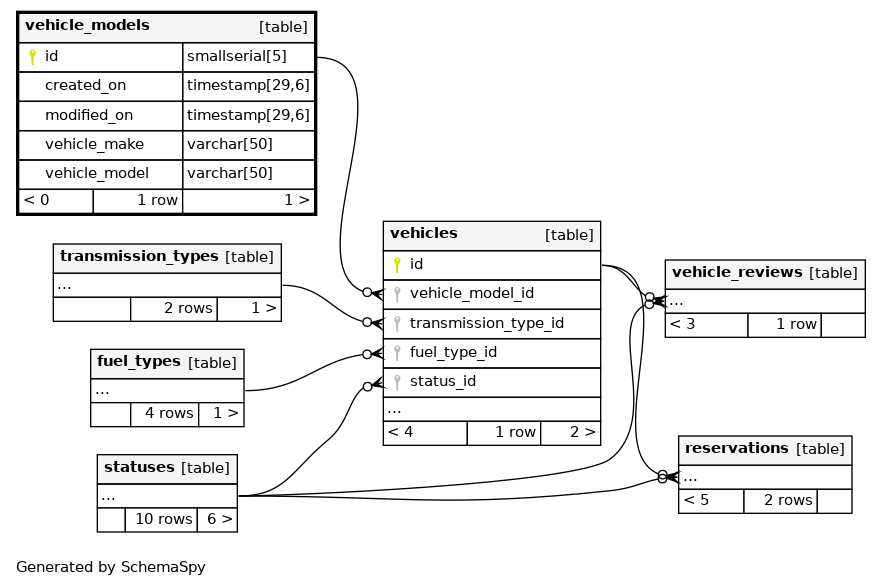 vehicle_models [table]
id smallserial[5]
created_on timestamp[29,6]
modified_on timestamp[29,6]
vehicle_make varchar[50]
vehicle_model varchar[50]
< 0 1 row 1 >
transmission_types [table]
...
2 rows 1 >
fuel_types [table]
...
4 rows 1 >
statuses [table]
...
10 rows 6 >
vehicles [table]
id
vehicle_model_id
transmission_type_id
fuel_type_id
status_id
...
< 4 1 row 2 >
vehicle_reviews [table]
...
< 3 1 row
reservations [table]
...
< 5 2 rows
Generated by SchemaSpy